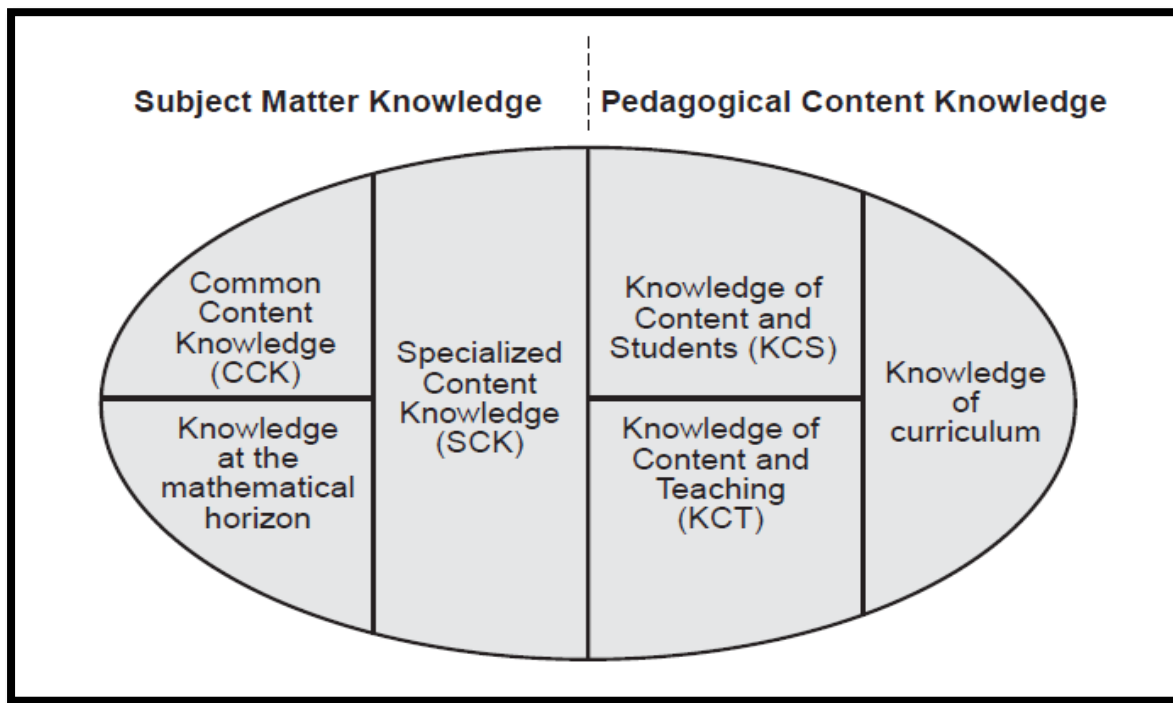 Subject Matter Knowledge
Pedagogical Content Knowledge
Common
Content
Knowledge
(CCK)
Knowledge
at the
mathematical
horizon
Specialized
Content
Knowledge
(SCK)
Knowledge of
Content and
Students (KCS)
Knowledge of
Content and
Teaching
(KCT)
Knowledge
of
curriculum